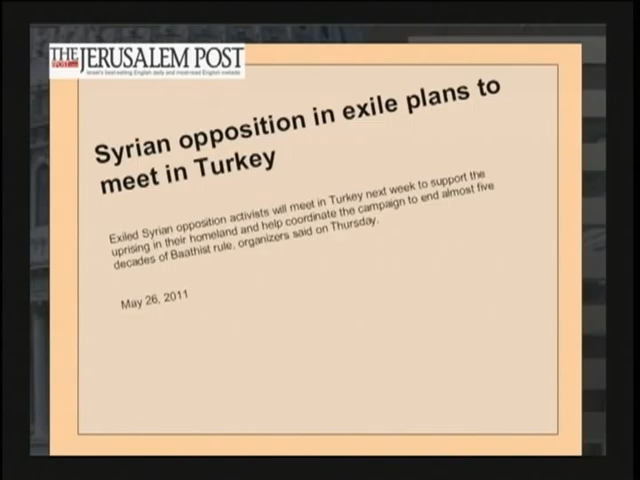 THE JERUSALEM POST
Israel's best-selling English daily and most-read English website
Syrian opposition in exile plans to
meet in Turkey
Exiled Syrian opposition activists will meet in Turkey next week to support the
uprising in their homeland and help coordinate the campaign to end almost five
decades of Baathist rule, organizers said on Thursday.
May 26, 2011